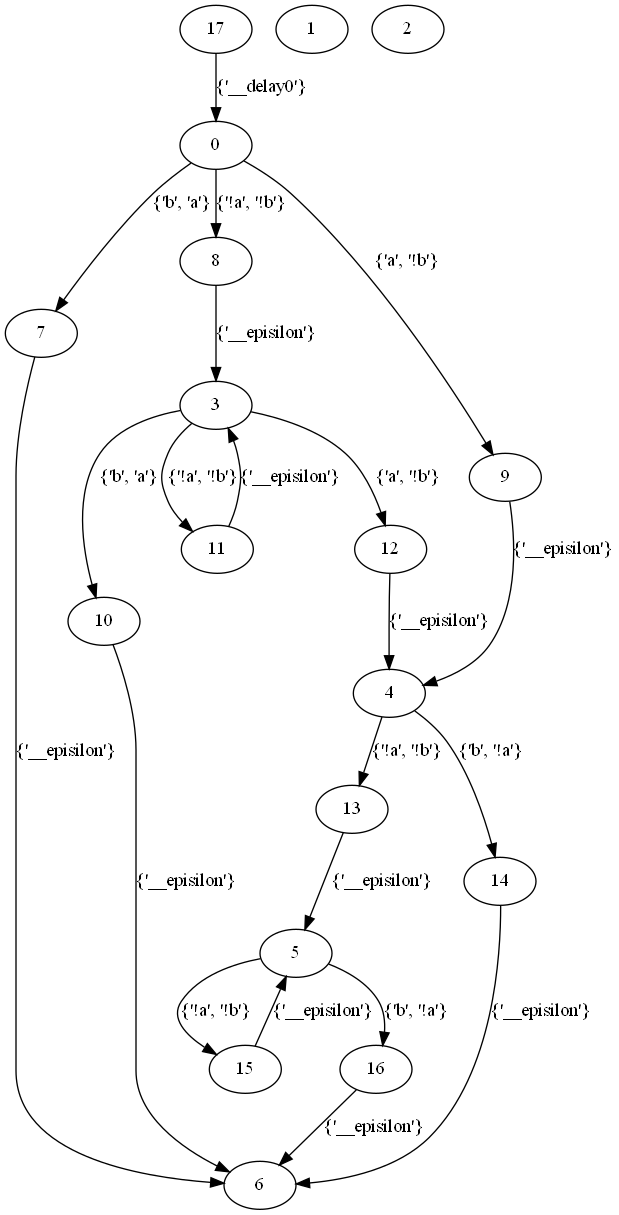 17 1 2
{'__delay0'}
0
{'b', 'a'} {'!a', '!b'}
8 {'a', '!b'}
7 {'__episilon'}
3
{'b', 'a'} {'!a', '!b'} {'__episilon'} {'a', '!b'} 9
11 12 {'__episilon'}
10 {'__episilon'}
4
{'__episilon'} {'!a', '!b'} {'b', '!a'}
13
{'__episilon'} {'__episilon'} 14
5
{'!a', '!b'} {'__episilon'} {'b', '!a'} {'__episilon'}
15 16
{'__episilon'}
6